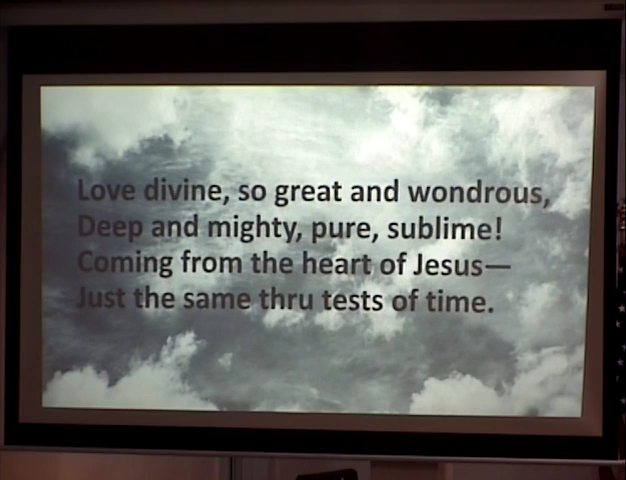 Love divine, so great and wondrous,
Deep and mighty, pure, sublime!
Coming from the heart of Jesus—
Just the same thru tests of time.